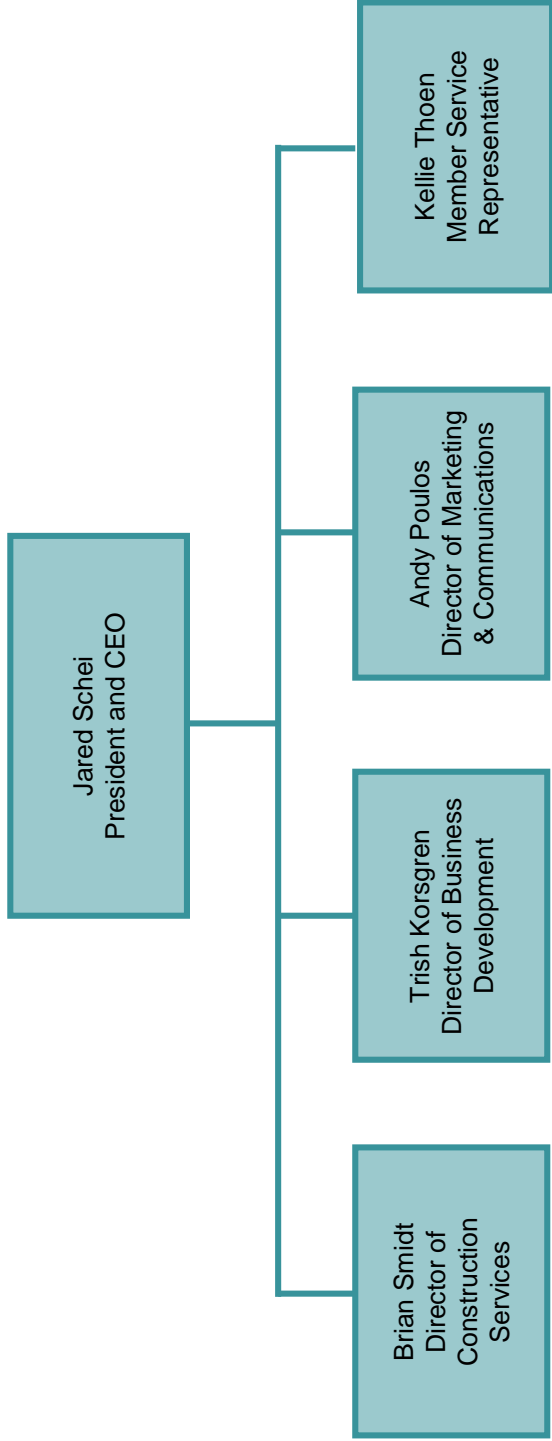 Jared Schei
President and CEO
Brian Smidt
Director of
Construction
Services
Trish Korsgren
Director of Business
Development
Andy Poulos
Director of Marketing
& Communications
Kellie Thoen
Member Service
Representative